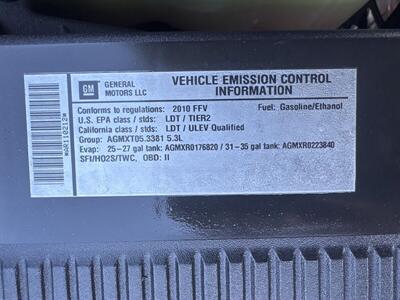 GM
GENERAL MOTORS LLC
VEHICLE EMISSION CONTROL INFORMATION
Conforms to regulations: 2010 FFV Fuel: Gasoline/Ethanol
U.S. EPA class / stds: LDT / TIER2
California class / stds: LDT / ULEV Qualified
Group: AGMXT05.3381 5.3L
Evap: 25-27 gal tank: AGMXR0176820 / 31-35 gal tank: AGMXR0223840
SFI/HO2S/TWC, OBD: II